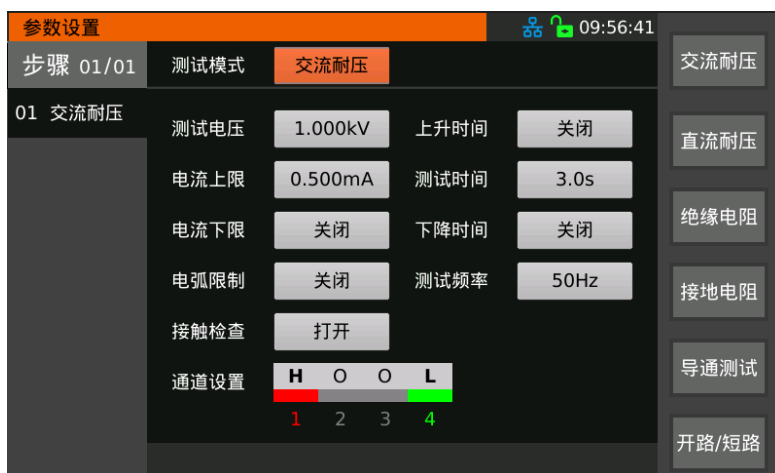 参数设置 09:56:41
步骤 01/01 测试模式 交流耐压
01 交流耐压
测试电压 1.000kV 上升时间 关闭
电流上限 0.500mA 测试时间 3.0s
电流下限 关闭 下降时间 关闭
电弧限制 关闭 测试频率 50Hz
接触检查 打开
通道设置 H O O L
1 2 3 4
交流耐压
直流耐压
绝缘电阻
接地电阻
导通测试
开路/短路